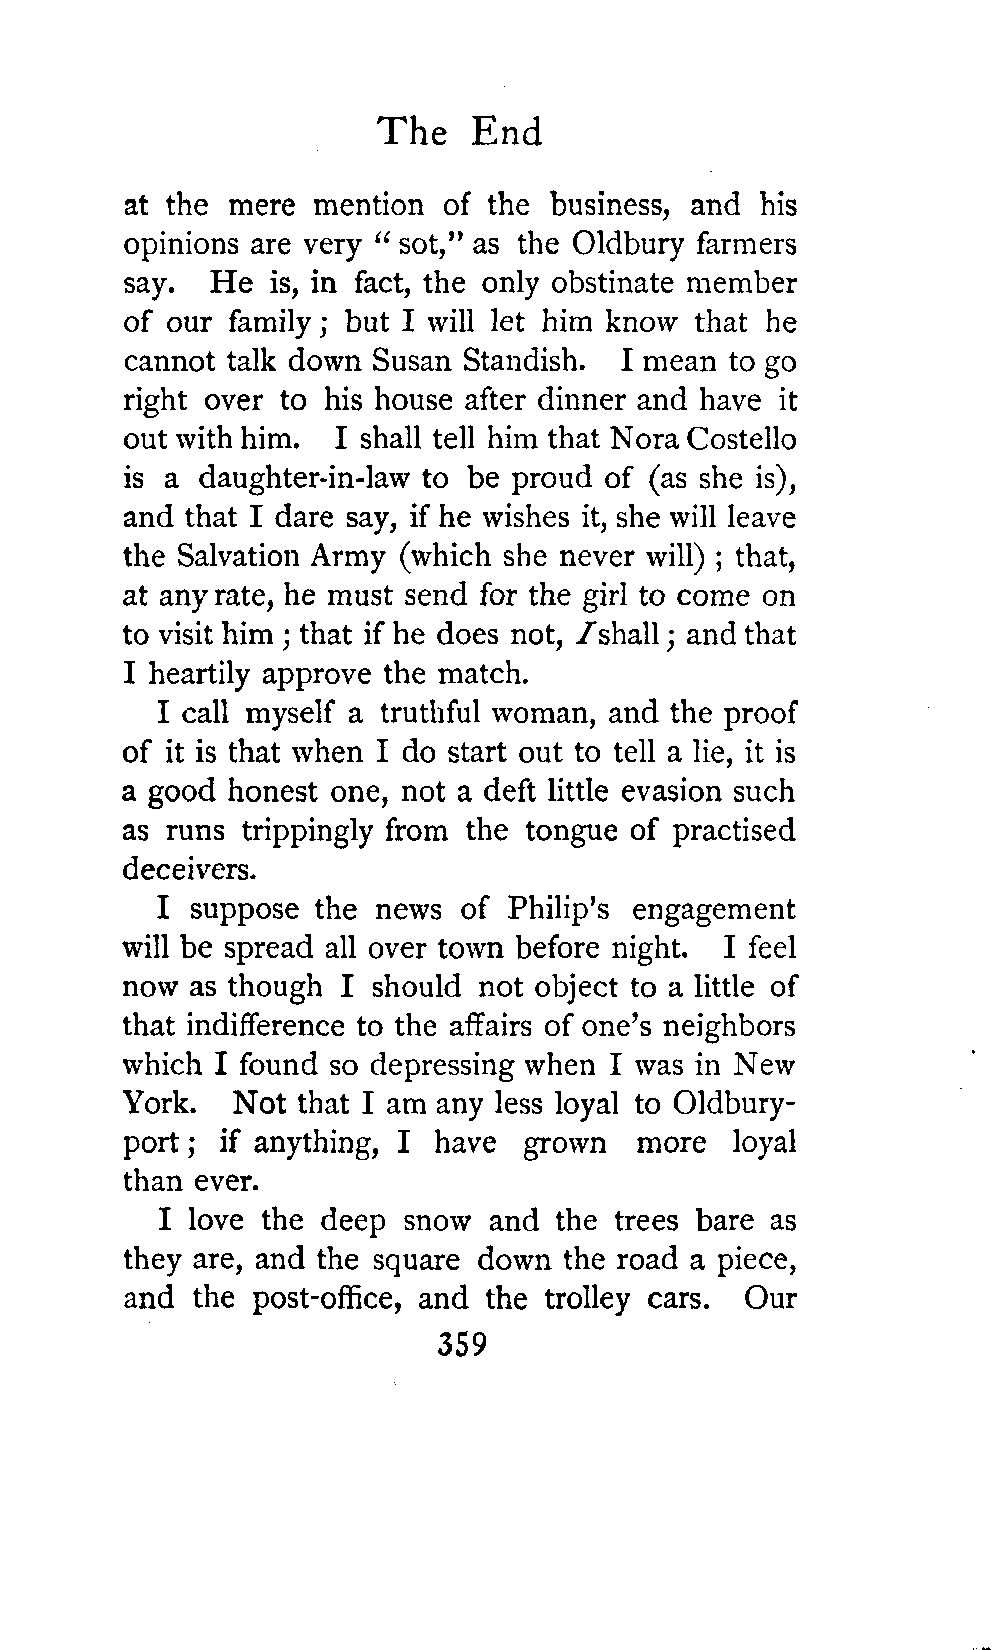 The End
at the mere mention of the business, and his
opinions are very " sot," as the Oldbury farmers
say. He is, in fact, the only obstinate member
of our family ; but I will let him know that he
cannot talk down Susan Standish. I mean to go
right over to his house after dinner and have it
out with him. I shall tell him that Nora Costello
is a daughter-in-law to be proud of (as she is),
and that I dare say, if he wishes it, she will leave
the Salvation Army (which she never will) ; that,
at any rate, he must send for the girl to come on
to visit him ; that if he does not, I shall ; and that
I heartily approve the match.
I call myself a truthful woman, and the proof
of it is that when I do start out to tell a lie, it is
a good honest one, not a deft little evasion such
as runs trippingly from the tongue of practised
deceivers.
I suppose the news of Philip's engagement
will be spread all over town before night. I feel
now as though I should not object to a little of
that indifference to the affairs of one's neighbors
which I found so depressing when I was in New
York. Not that I am any less loyal to Oldbury-
port ; if anything, I have grown more loyal
than ever.
I love the deep snow and the trees bare as
they are, and the square down the road a piece,
and the post-office, and the trolley cars. Our
359